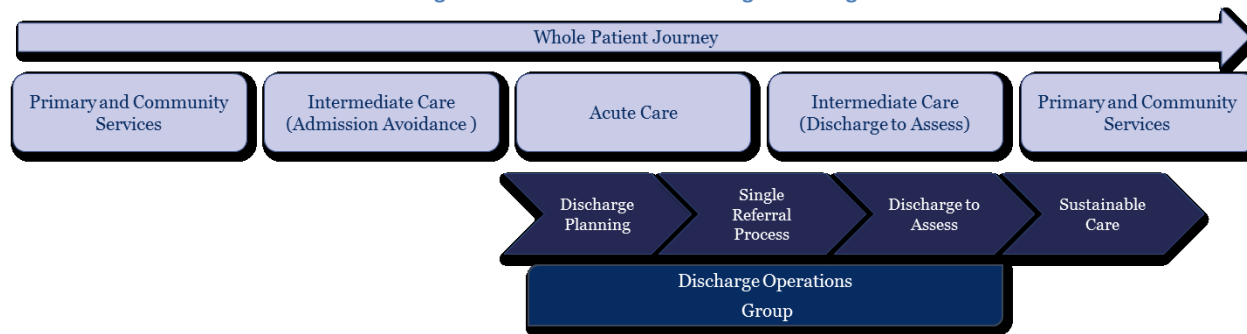 Whole Patient Journey
Primary and Community
Services
Intermediate Care
(Admission Avoidance )
Acute Care
Intermediate Care
(Discharge to Assess)
Primary and Community
Services
Discharge
Planning
Single
Referral
Process
Discharge to
Assess
Sustainable
Care
Discharge Operations
Group